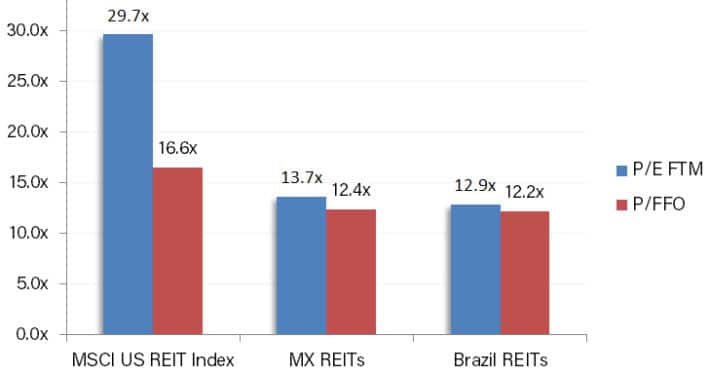 29.7x
30.0x
25.0x
20.0x
16.6x
15.0x
13.7x
12.4x
12.9x
12.2x
10.0x
5.0x
0.0x
MSCI US REIT Index
MX REITs
Brazil REITs
P/E FTM
P/FFO